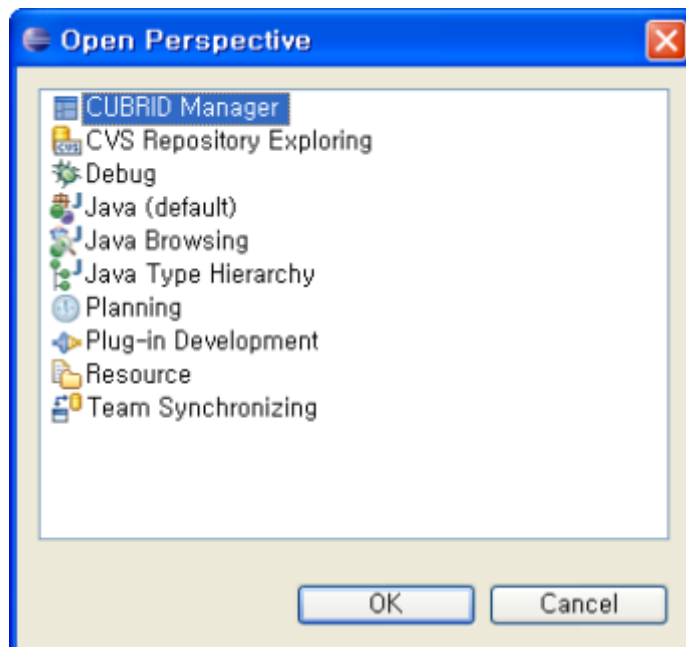 Open Perspective
CUBRID Manager
CVS Repository Exploring
Debug
Java (default)
Java Browsing
Java Type Hierarchy
Planning
Plug-in Development
Resource
Team Synchronizing
OK Cancel